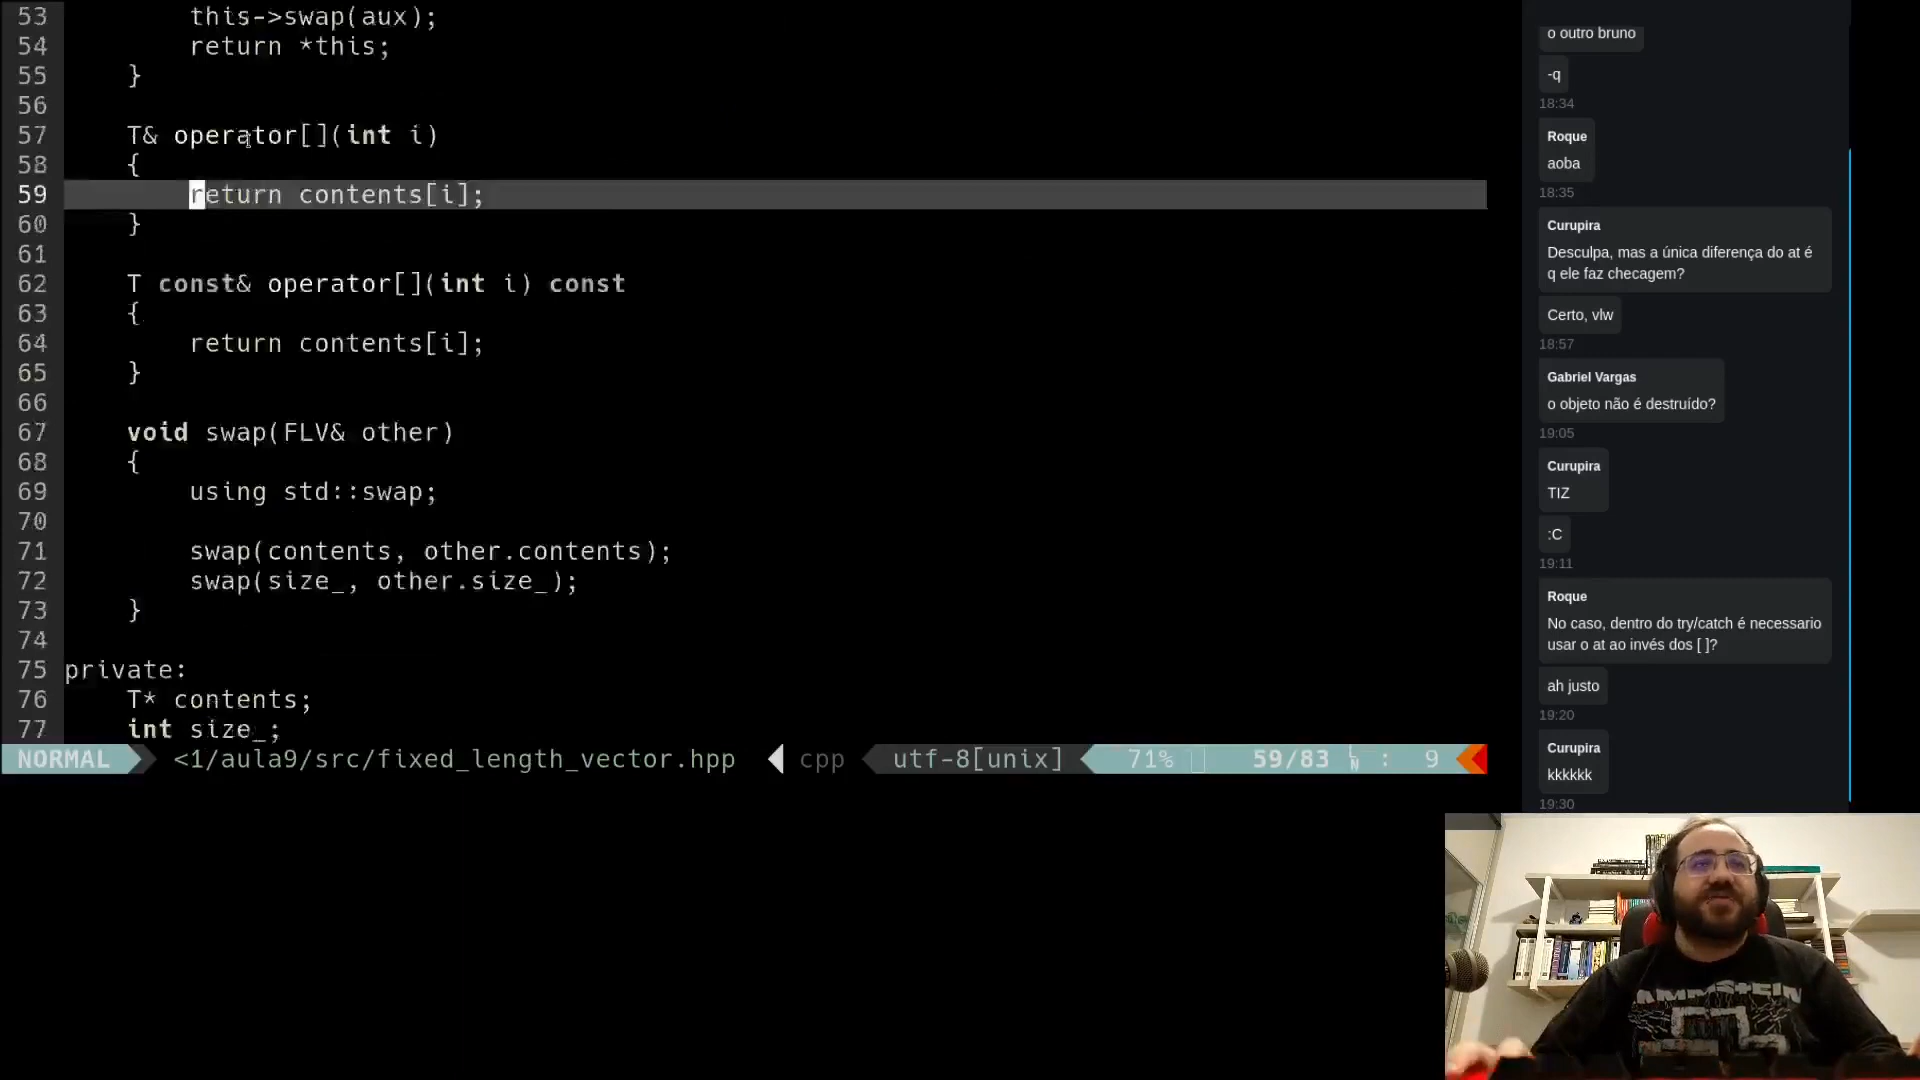 53 this->swap(aux);
54 return *this;
55 }
56
57 T& operator[](int i)
58 {
59 return contents[i];
60 }
61
62 T const& operator[](int i) const
63 {
64 return contents[i];
65 }
66
67 void swap(FLV& other)
68 {
69 using std::swap;
70
71 swap(contents, other.contents);
72 swap(size_, other.size_);
73 }
74
75 private:
76 T* contents;
77 int size_;
NORMAL <1/aula9/src/fixed_length_vector.hpp cpp utf-8[unix] 71% 59/83 LN : 9
o outro bruno
-q
18:34
Roque
aoba
18:35
Curupira
Desculpa, mas a única diferença do at é
q ele faz checagem?
Certo, vlw
18:57
Gabriel Vargas
o objeto não é destruído?
19:05
Curupira
TIZ
:C
19:11
Roque
No caso, dentro do try/catch é necessario
usar o at ao invés dos [ ]?
ah justo
19:20
Curupira
kkkkkk
19:30
RAMMSTEIN